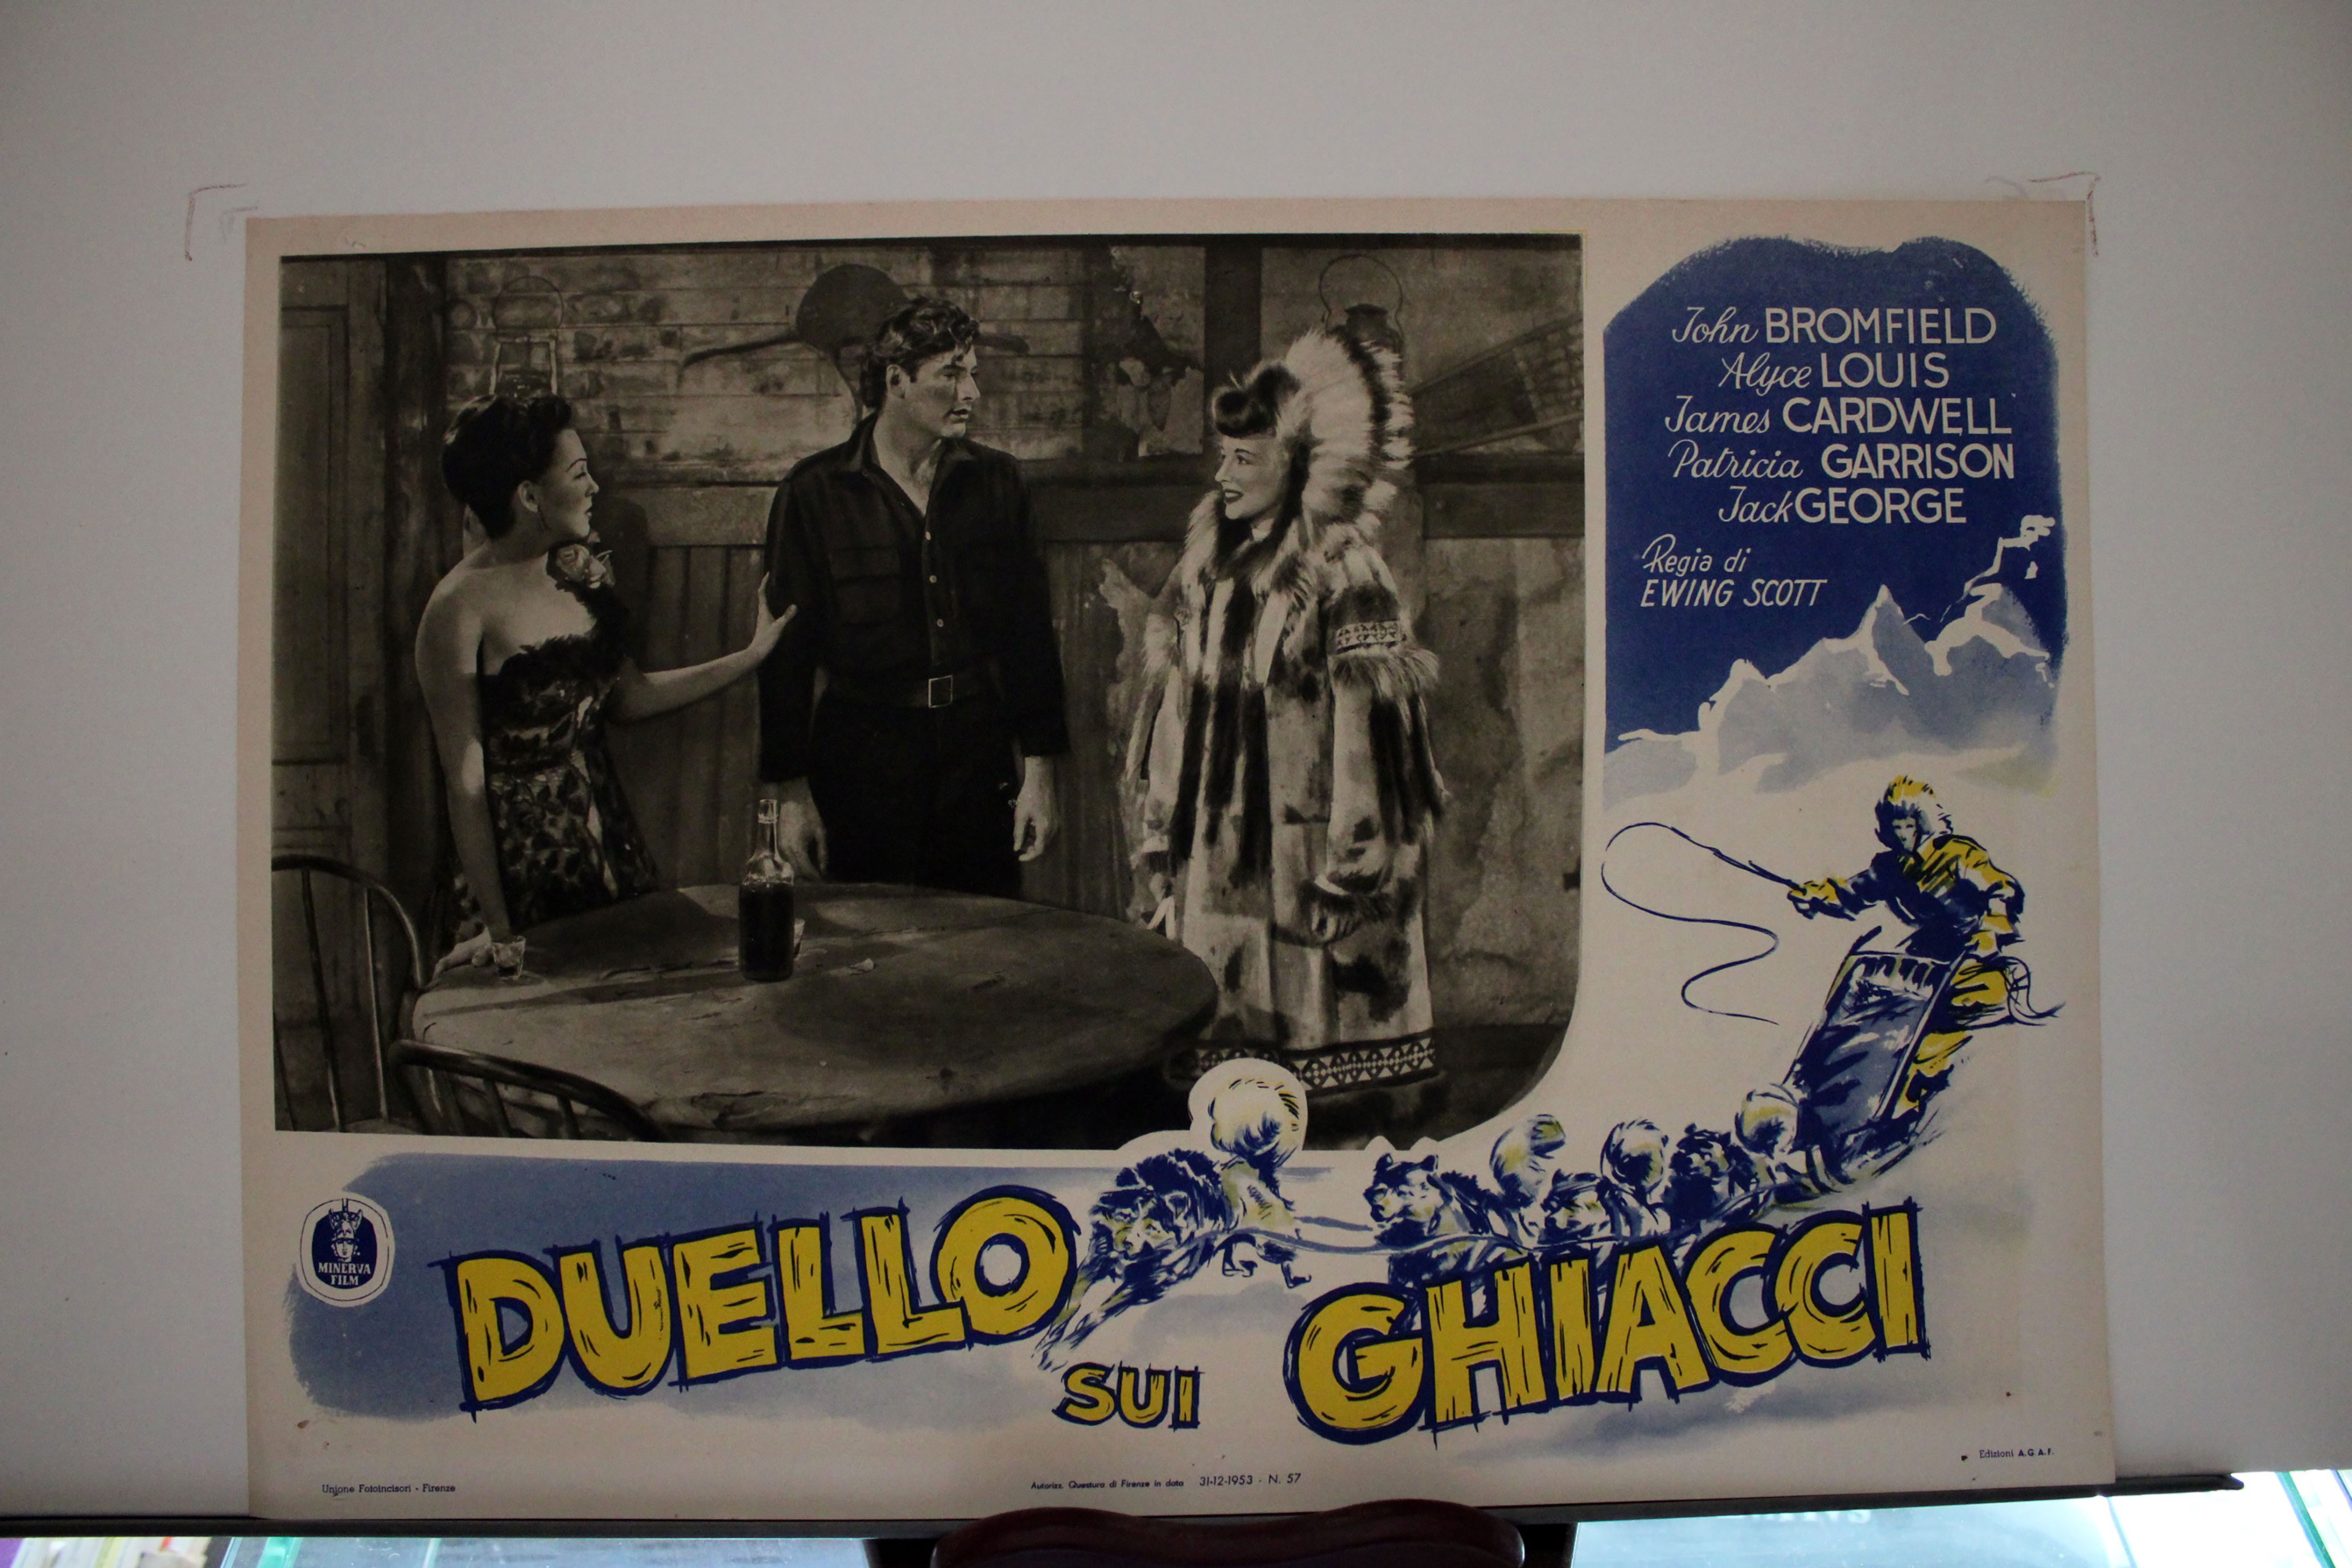 John BROMFIELD
Alyce LOUIS
James CARDWELL
Patricia GARRISON
Jack GEORGE
Regia di
EWING SCOTT
MINERVA
FILM
DUELLO
SUI
GHIACCI
Unione Fotoincisori - Firenze
Autorizz. Questura di Firenze in data 31-12-1953 - N. 57
Edizioni A.G.A.F.